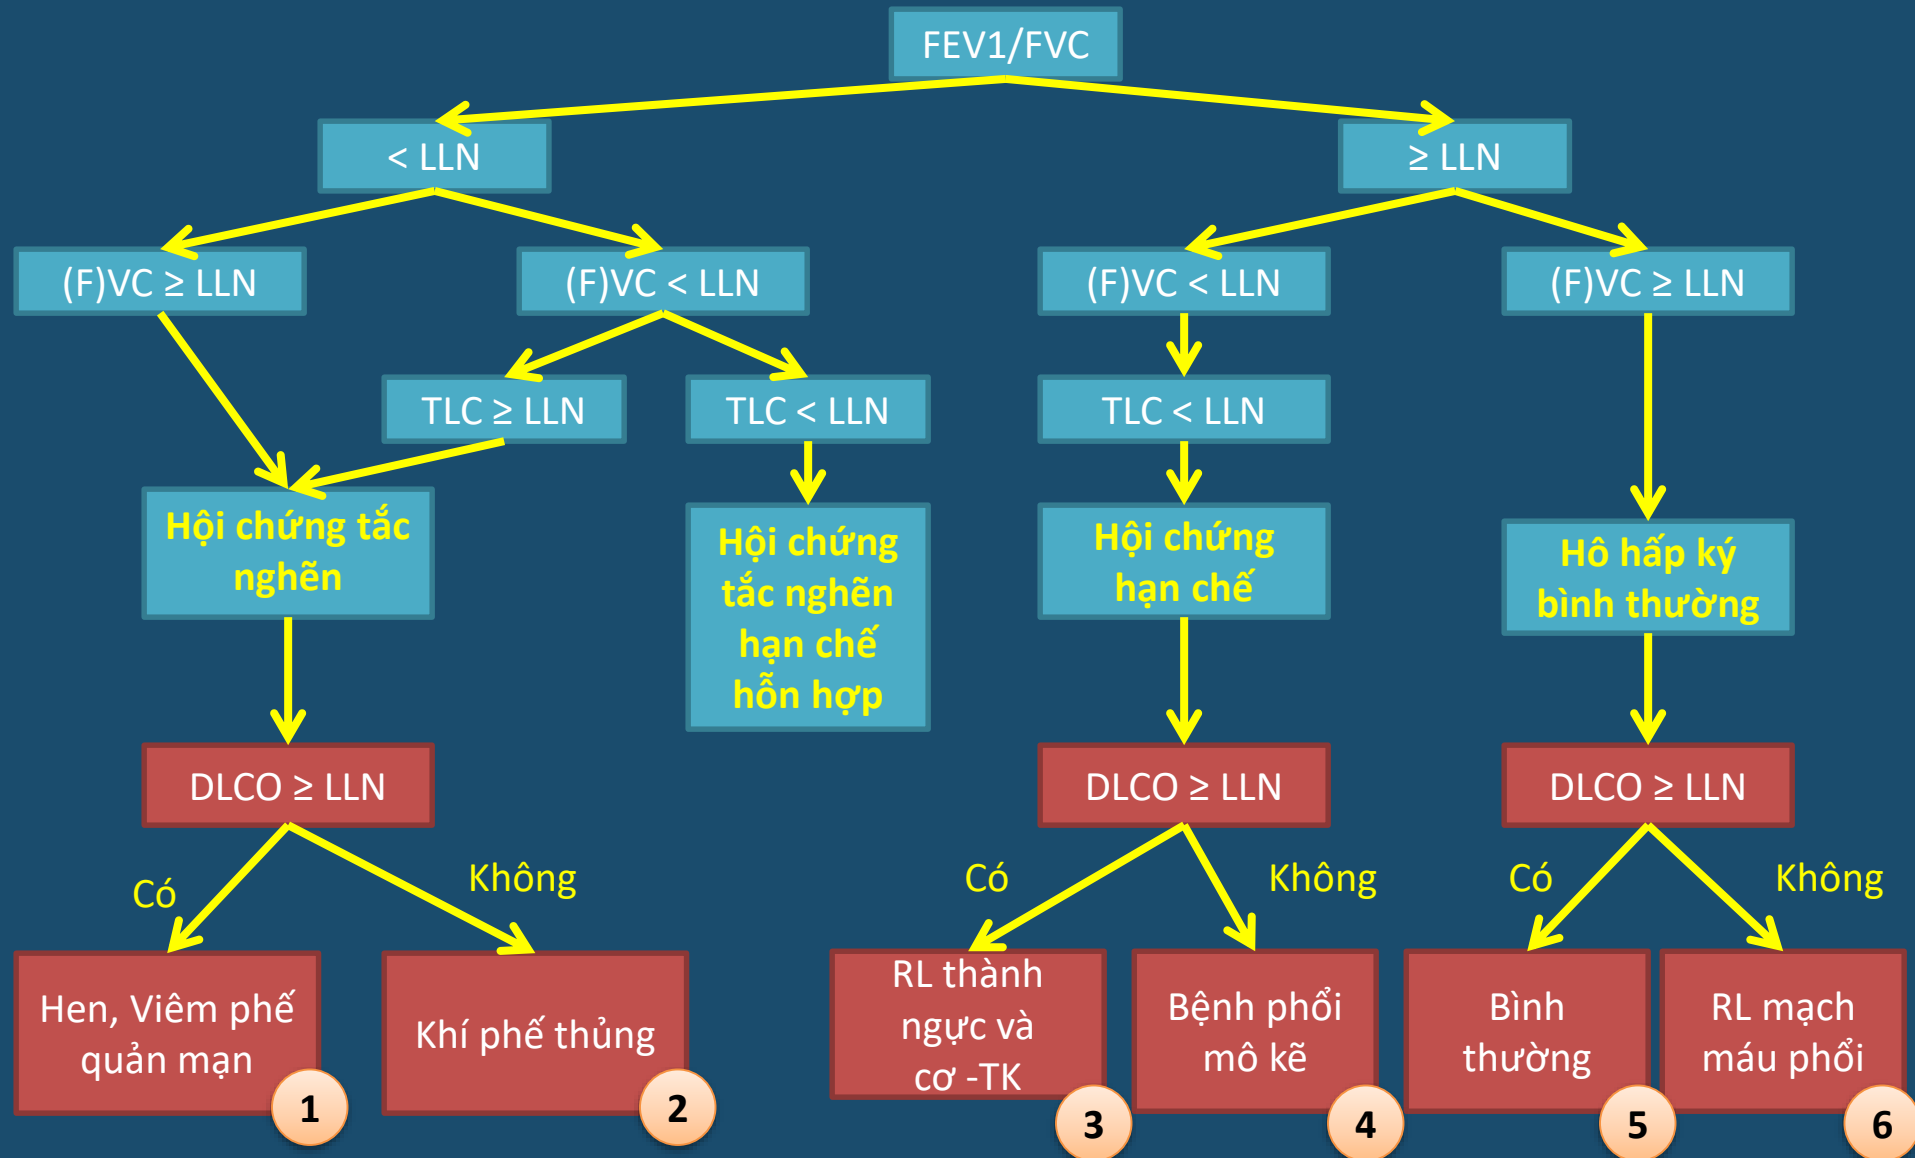 FEV1/FVC
< LLN
≥ LLN
(F)VC ≥ LLN
(F)VC < LLN
(F)VC < LLN
(F)VC ≥ LLN
TLC ≥ LLN
TLC < LLN
TLC < LLN
Hội chứng tắc
nghẽn
Hội chứng
tắc nghẽn
hạn chế
hỗn hợp
Hội chứng
hạn chế
Hô hấp ký
bình thường
DLCO ≥ LLN
DLCO ≥ LLN
DLCO ≥ LLN
Có
Không
Có
Không
Có
Không
Hen, Viêm phế
quản mạn
1
Khí phế thủng
2
RL thành
ngực và
cơ -TK
3
Bệnh phổi
mô kẽ
4
Bình
thường
5
RL mạch
máu phổi
6